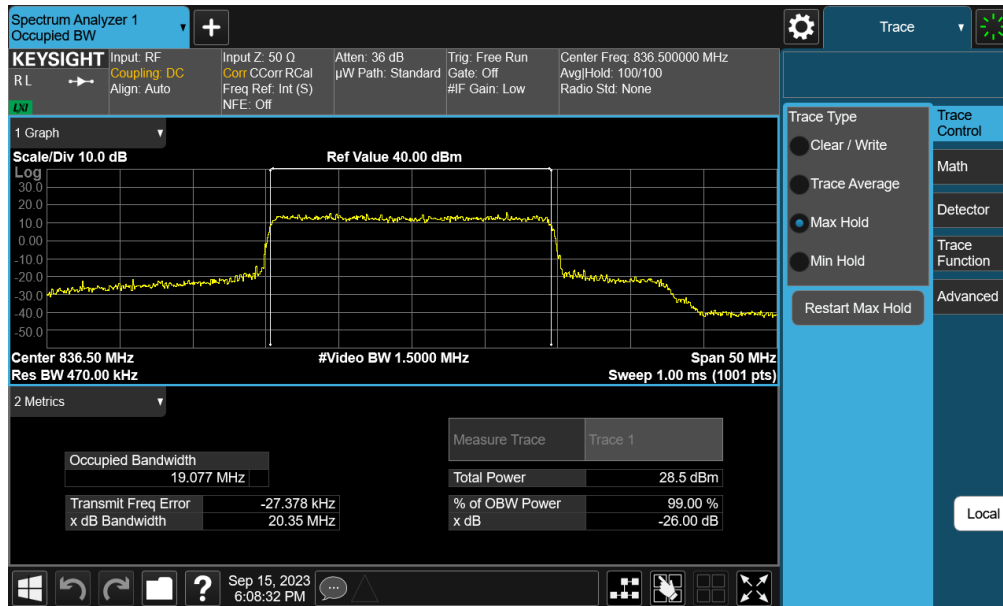 Spectrum Analyzer 1
Occupied BW
+
Trace
KEYSIGHT
R L
LXI
Input: RF
Coupling: DC
Align: Auto
Input Z: 50 Ω
Corr CCorr RCal
Freq Ref: Int (S)
NFE: Off
Atten: 36 dB
µW Path: Standard
Trig: Free Run
Gate: Off
#IF Gain: Low
Center Freq: 836.500000 MHz
Avg|Hold: 100/100
Radio Std: None
1 Graph
Scale/Div 10.0 dB
Ref Value 40.00 dBm
Log
30.0
20.0
10.0
0.00
-10.0
-20.0
-30.0
-40.0
-50.0
Center 836.50 MHz
#Video BW 1.5000 MHz
Span 50 MHz
Res BW 470.00 kHz
Sweep 1.00 ms (1001 pts)
2 Metrics
Measure Trace
Trace 1
Occupied Bandwidth
19.077 MHz
Total Power
28.5 dBm
Transmit Freq Error
-27.378 kHz
% of OBW Power
99.00 %
x dB Bandwidth
20.35 MHz
x dB
-26.00 dB
Trace Type
Clear / Write
Trace Average
Max Hold
Min Hold
Restart Max Hold
Trace
Control
Math
Detector
Trace
Function
Advanced
Local
?
Sep 15, 2023
6:08:32 PM